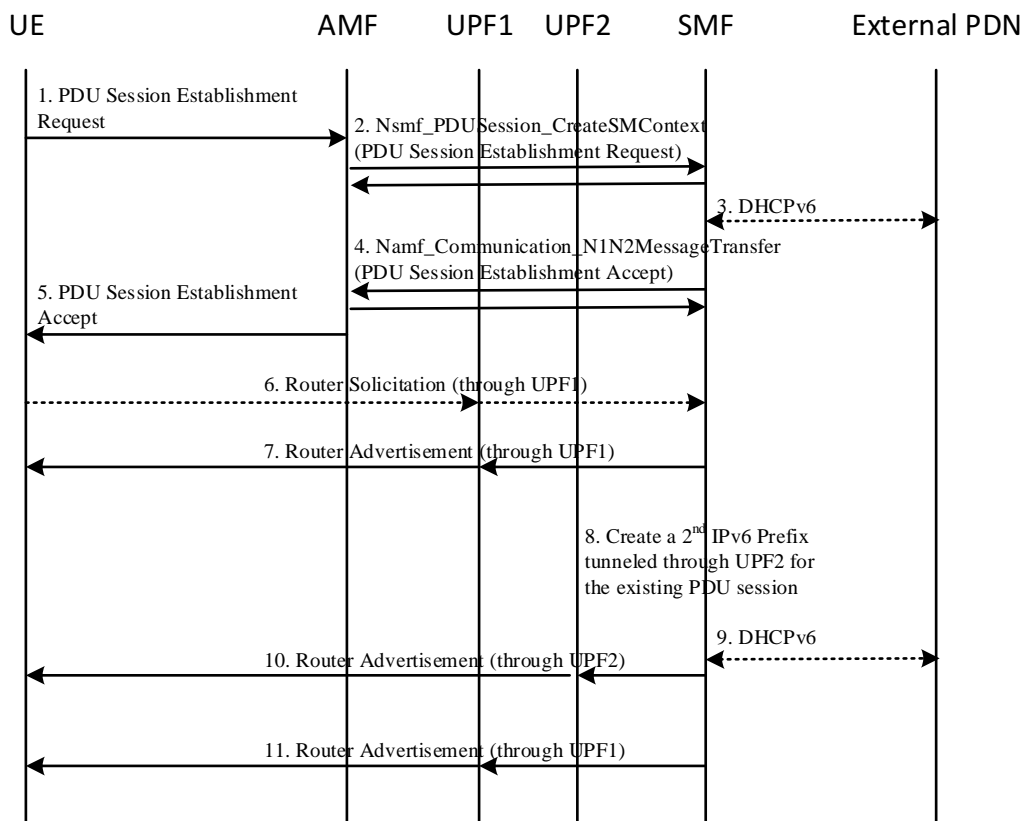 UE AMF UPF1 UPF2 SMF External PDN
1. PDU Session Establishment
Request
2. Nsmf_PDUSession_CreateSMContext
(PDU Session Establishment Request)
3. DHCPv6
4. Namf_Communication_N1N2MessageTransfer
(PDU Session Establishment Accept)
5. PDU Session Establishment
Accept
6. Router Solicitation (through UPF1)
7. Router Advertisement (through UPF1)
8. Create a 2nd IPv6 Prefix
tunneled through UPF2 for
the existing PDU session
9. DHCPv6
10. Router Advertisement (through UPF2)
11. Router Advertisement (through UPF1)